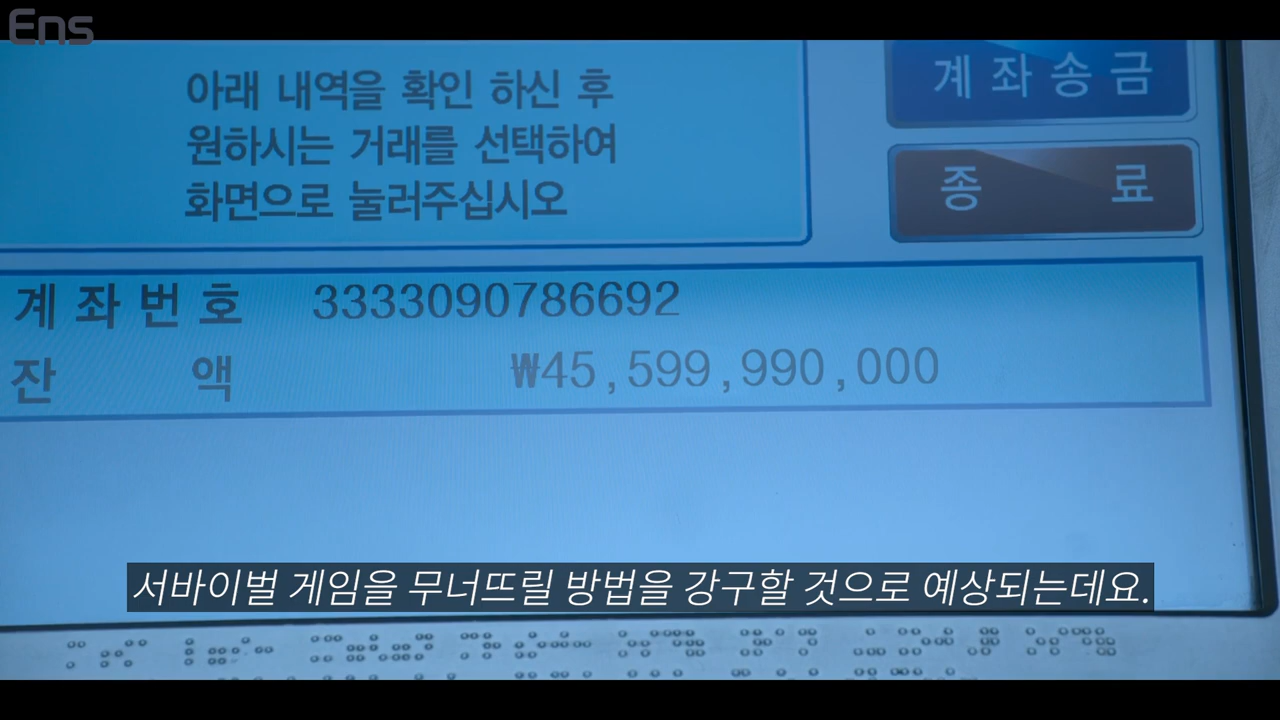 Ens
아래 내역을 확인 하신 후
원하시는 거래를 선택하여
화면으로 눌러주십시오
계좌송금
종 료
계좌번호 3333090786692
잔 액 ₩45,599,990,000
서바이벌 게임을 무너뜨릴 방법을 강구할 것으로 예상되는데요.